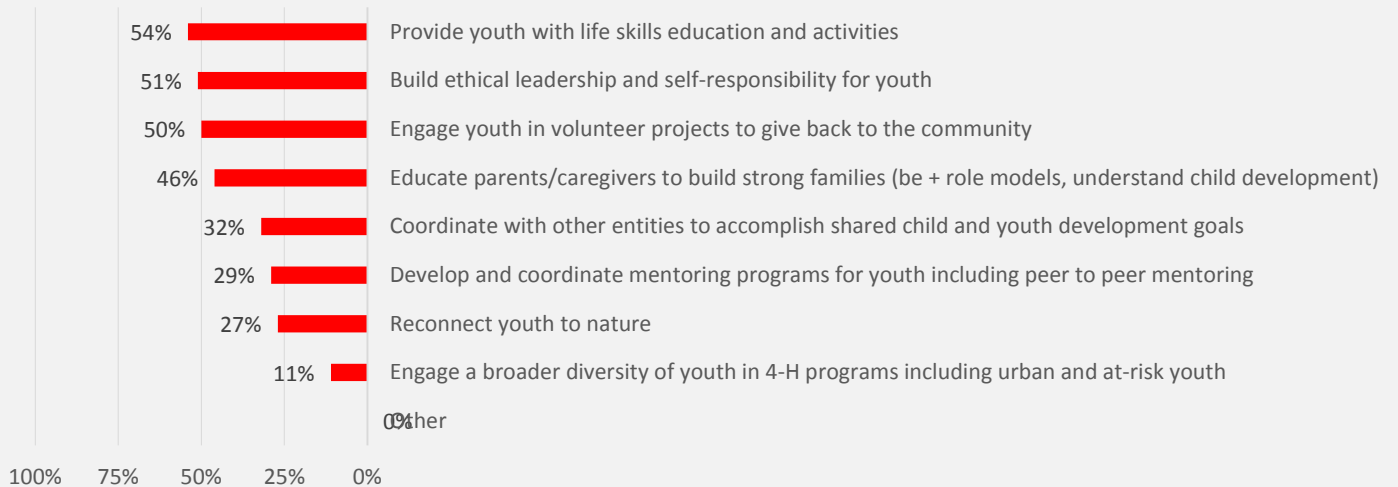 54% Provide youth with life skills education and activities
51% Build ethical leadership and self-responsibility for youth
50% Engage youth in volunteer projects to give back to the community
46% Educate parents/caregivers to build strong families (be + role models, understand child development)
32% Coordinate with other entities to accomplish shared child and youth development goals
29% Develop and coordinate mentoring programs for youth including peer to peer mentoring
27% Reconnect youth to nature
11% Engage a broader diversity of youth in 4-H programs including urban and at-risk youth
0% Other
100% 75% 50% 25% 0%